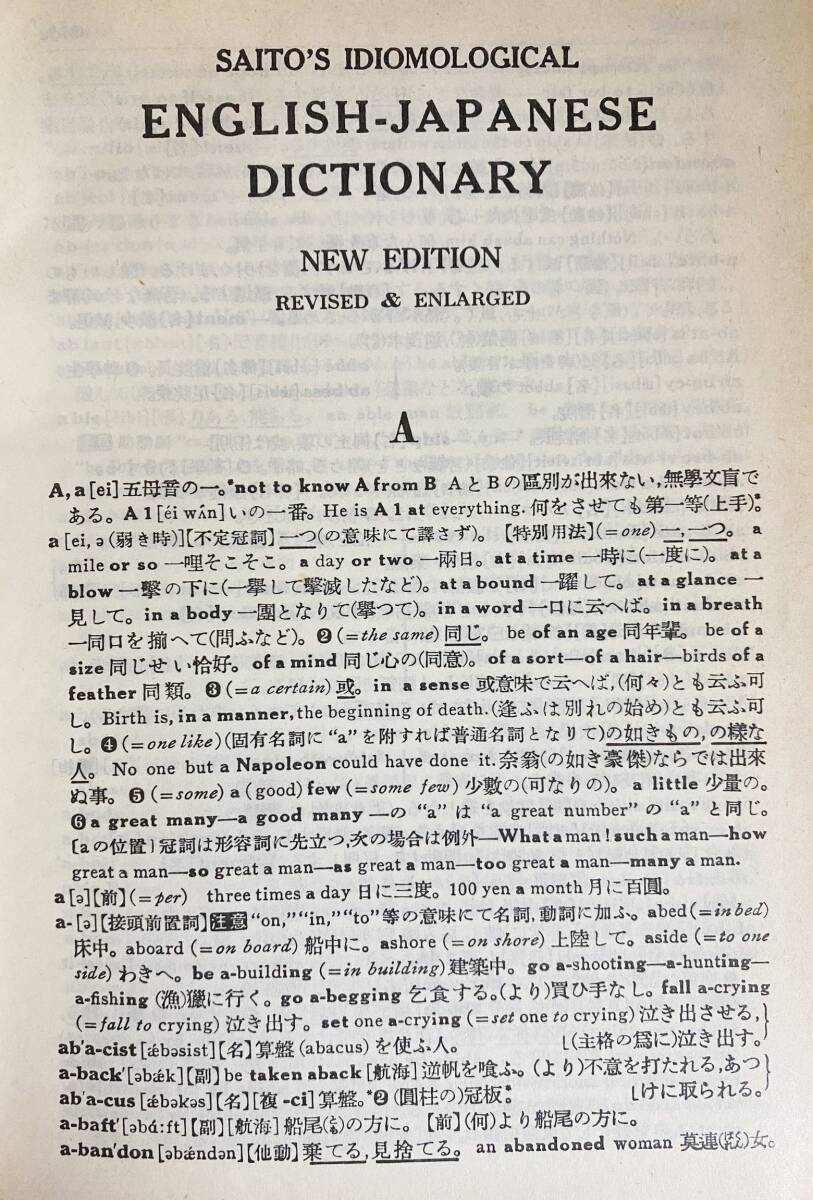 SAITO'S IDIOMOLOGICAL
ENGLISH-JAPANESE
DICTIONARY
NEW EDITION
REVISED & ENLARGED
A
A, a [ei] 五母音の一。*not to know A from B AとBの區別が出來ない,無學文盲で
ある。A 1 [éi wʌ́n] いの一番。He is A 1 at everything. 何をさせても第一等(上手)*。
a [ei, ə (弱き時)]【不定冠詞】一つ(の意味にて譯さず)。【特別用法】(=one) 一,一つ。 a
mile or so 一哩そこそこ。a day or two 一兩日。at a time 一時に(一度に)。at a
blow 一擊の下に(一擧して擊滅したなど)。at a bound 一躍して。at a glance 一
見して。in a body 一團となりて(擧つて)。in a word 一口に云へば。in a breath
一同口を揃へて(問ふなど)。❷ (=the same) 同じ。 be of an age 同年輩。be of a
size 同じせい恰好。of a mind 同じ心の(同意)。of a sort—of a hair—birds of a
feather 同類。❸ (=a certain) 或。in a sense 或意味で云へば,(何々)とも云ふ可
し。Birth is, in a manner, the beginning of death. (逢ふは別れの始め)とも云ふ可
し。❹ (=one like) (固有名詞に “a” を附すれば普通名詞となりて)の如きもの,の樣な
人。 No one but a Napoleon could have done it. 奈翁(の如き豪傑)ならでは出來
ぬ事。❺ (=some) a (good) few (=some few) 少數の(可なりの)。 a little 少量の。
❻ a great many—a good many—の “a” は “a great number” の “a” と同じ。
〔aの位置〕冠詞は形容詞に先立つ,次の場合は例外—What a man! such a man—how
great a man—so great a man—as great a man—too great a man—many a man.
a [ə]【前】(=per) three times a day 日に三度。100 yen a month 月に百圓。
a- [ə]【接頭前置詞】注意 “on,” “in,” “to” 等の意味にて名詞,動詞に加ふ。abed (=in bed)
床中。aboard (=on board) 船中に。ashore (=on shore) 上陸して。aside (=to one
side) わきへ。be a-building (=in building) 建築中。go a-shooting—a-hunting—
a-fishing (漁)獵に行く。go a-begging 乞食する。(より)買ひ手なし。fall a-crying
(=fall to crying) 泣き出す。set one a-crying (=set one to crying) 泣き出させる,
ab'a-cist [ǽbəsist]【名】算盤 (abacus) を使ふ人。 (主格の爲に)泣き出す。
a-back' [əbǽk]【副】be taken aback [航海] 逆帆を喰ふ。(より)不意を打たれる,あつ
ab'a-cus [ǽbəkəs]【名】【複 -ci】算盤。*❷ (圓柱の)冠板*。 けに取られる。
a-baft' [əbɑ́:ft]【副】[航海] 船尾(とも)の方に。【前】(何)より船尾の方に。
a-ban'don [əbǽndən]【他動】棄てる,見捨てる。 an abandoned woman 莫連女。